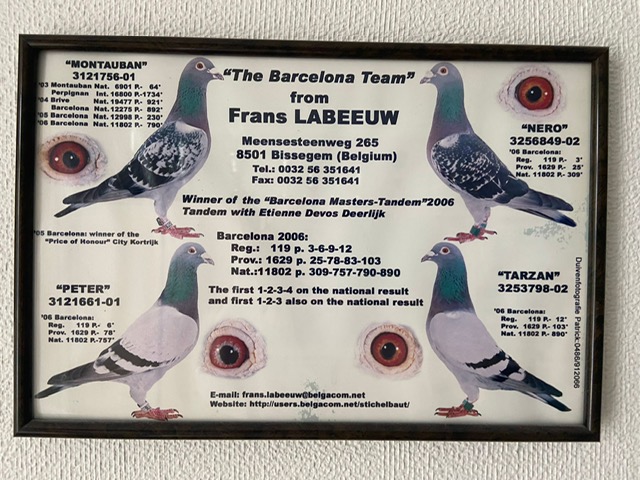 “MONTAUBAN”
3121756-01
'03 Montauban Nat. 6901 P.- 64'
Perpignan Int. 16800 P.-1734'
'04 Brive Nat. 19477 P.- 921'
Barcelona Nat. 12275 P.- 892'
'05 Barcelona Nat. 12998 P.- 230'
'06 Barcelona Nat. 11802 P.- 790'
'05 Barcelona: winner of the
“Price of Honour” City Kortrijk
“The Barcelona Team”
from
Frans LABEEUW
Meensesteenweg 265
8501 Bissegem (Belgium)
Tel.: 0032 56 351641
Fax: 0032 56 351641
Winner of the “Barcelona Masters-Tandem”2006
Tandem with Etienne Devos Deerlijk
Barcelona 2006:
Reg.: 119 p. 3-6-9-12
Prov.: 1629 p. 25-78-83-103
Nat.:11802 p. 309-757-790-890
The first 1-2-3-4 on the national result
and first 1-2-3 also on the national result
“NERO”
3256849-02
'06 Barcelona:
Reg. 119 P.- 3'
Prov. 1629 P.- 25'
Nat. 11802 P.- 309'
“PETER”
3121661-01
'06 Barcelona:
Reg. 119 P.- 6'
Prov. 1629 P.- 78'
Nat. 11802 P.-757'
“TARZAN”
3253798-02
'06 Barcelona:
Reg. 119 P.- 12'
Prov. 1629 P.- 103'
Nat. 11802 P.- 890'
E-mail: frans.labeeuw@belgacom.net
Website: http://users.belgacom.net/stichelbaut/
Duivenfotografie Patrick:0486/912066